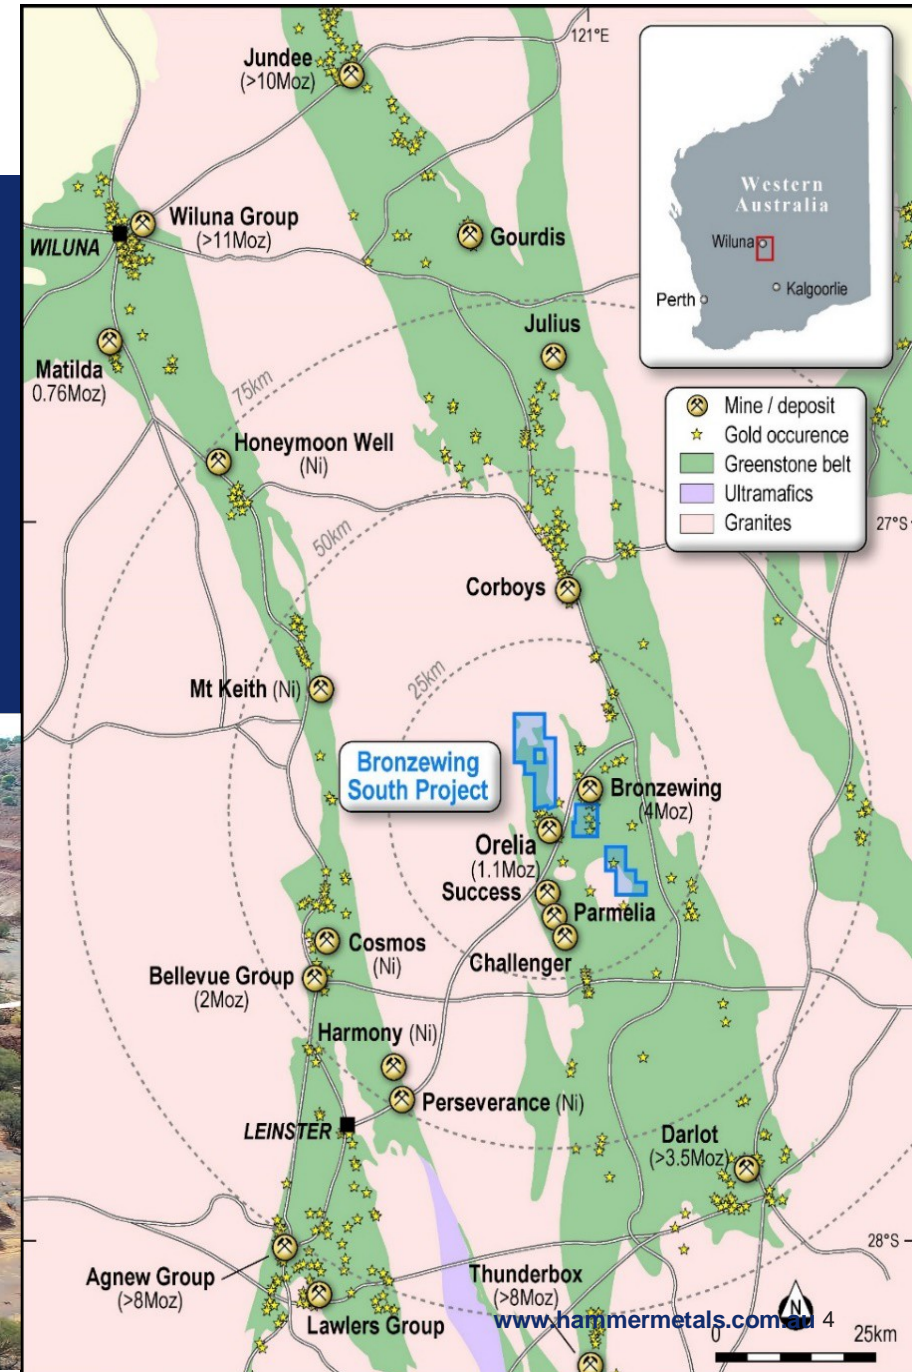 121°E
Jundee
(>10Moz)
Western
Australia
Wiluna
Kalgoorlie
Perth
Wiluna Group
(>11Moz)
WILUNA
Gourdis
Julius
Matilda
0.76Moz)
75km
Mine / deposit
Gold occurence
Greenstone belt
Ultramafics
Granites
Honeymoon Well
(Ni)
27°S
50km
Corboys
25km
Mt Keith (Ni)
Bronzewing
South Project
Bronzewing
(4Moz)
Orelia
(1.1Moz
Success
Parmelia
Challenger
Cosmos
(Ni)
Bellevue Group
(2Moz)
Harmony (Ni)
Perseverance (Ni)
LEINSTER
Darlot
(>3.5Moz)
28°S
Agnew Group
(>8Moz)
Thunderbox
(>8Moz)
Lawlers Group
N
www.hammermetals.com.au 4
0 25km